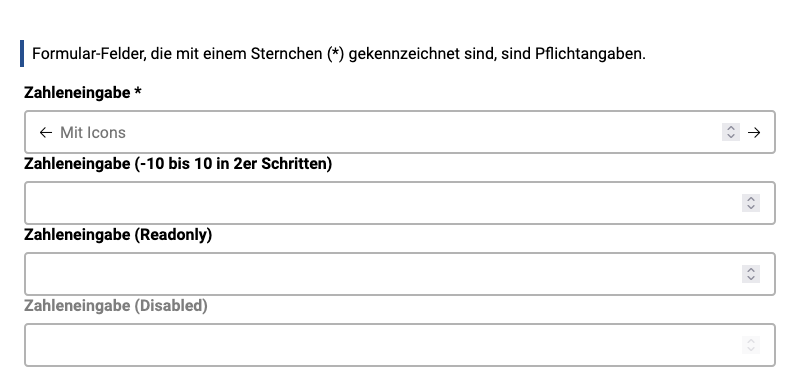 Formular-Felder, die mit einem Sternchen (*) gekennzeichnet sind, sind Pflichtangaben.
Zahleneingabe *
Mit Icons
Zahleneingabe (-10 bis 10 in 2er Schritten)
Zahleneingabe (Readonly)
Zahleneingabe (Disabled)